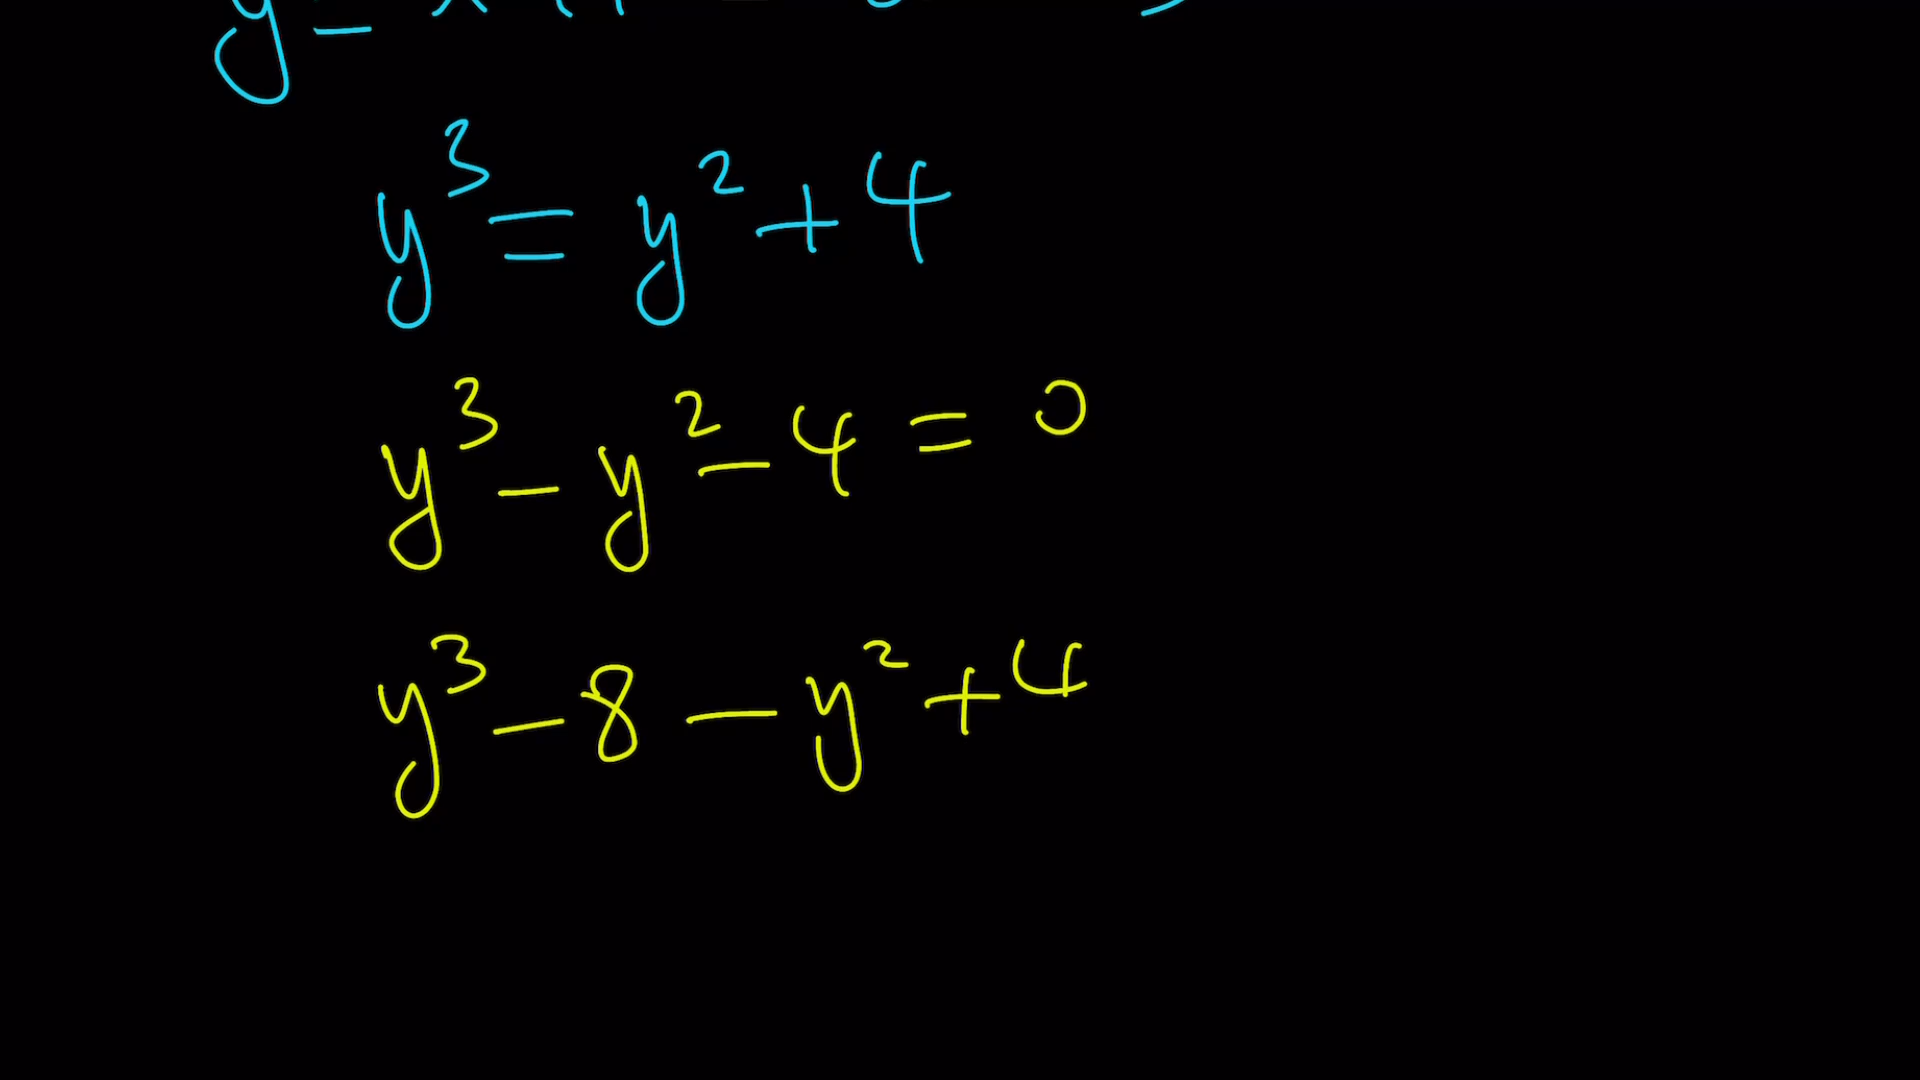 y =
y³ = y² + 4
y³ - y² - 4 = 0
y³ - 8 - y² + 4